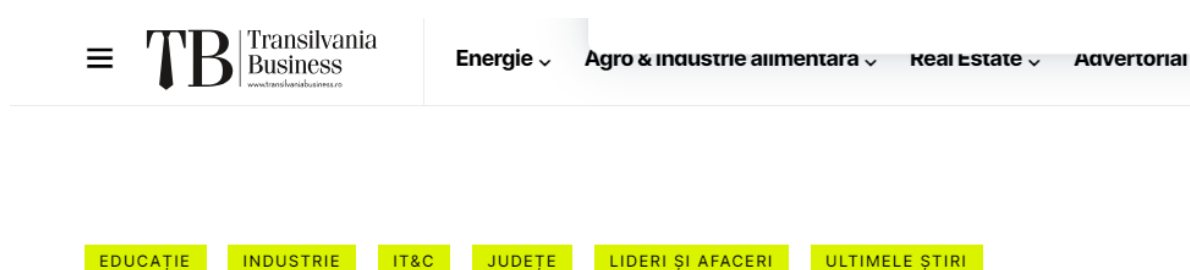 TB Transilvania
Business
www.transilvaniabusiness.ro
Energie Agro & industrie alimentară Real Estate Advertorial
EDUCAȚIE INDUSTRIE IT&C JUDEȚE LIDERI ȘI AFACERI ULTIMELE ȘTIRI